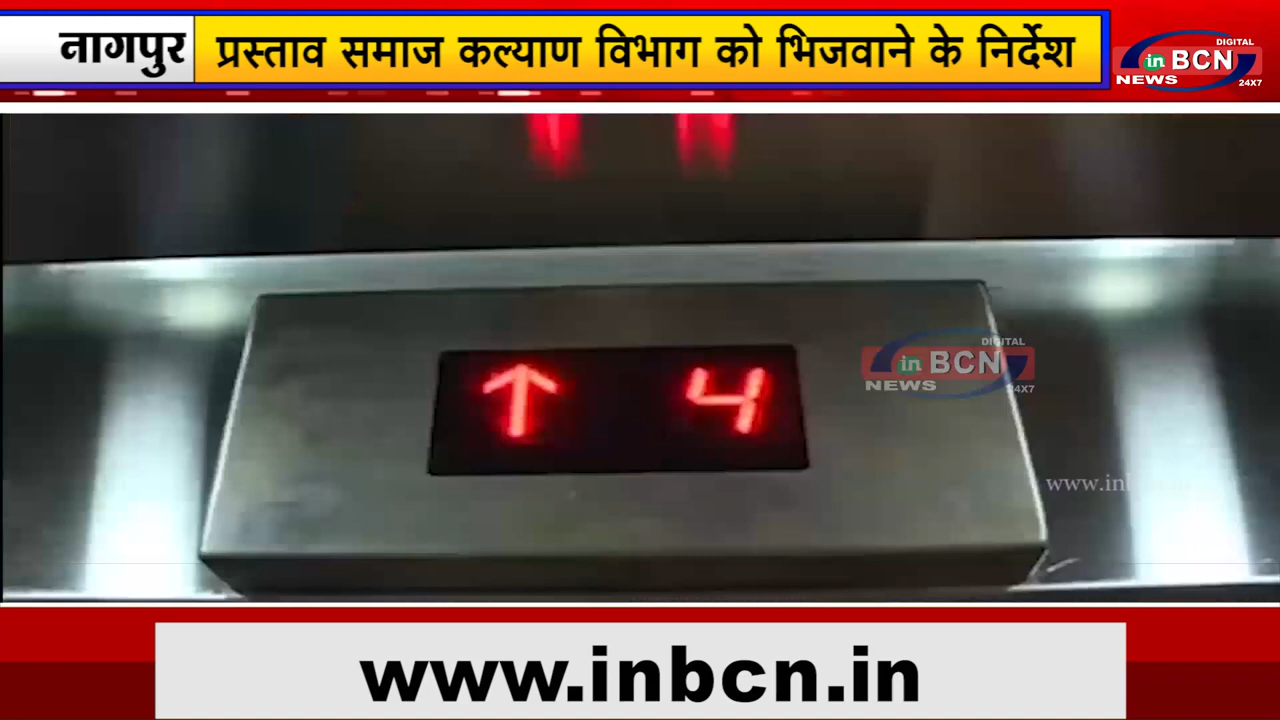 नागपुर
प्रस्ताव समाज कल्याण विभाग को भिजवाने के निर्देश
DIGITAL
in BCN
NEWS
24X7
↑ 4
DIGITAL
in BCN
NEWS
24X7
www.inbcn.in